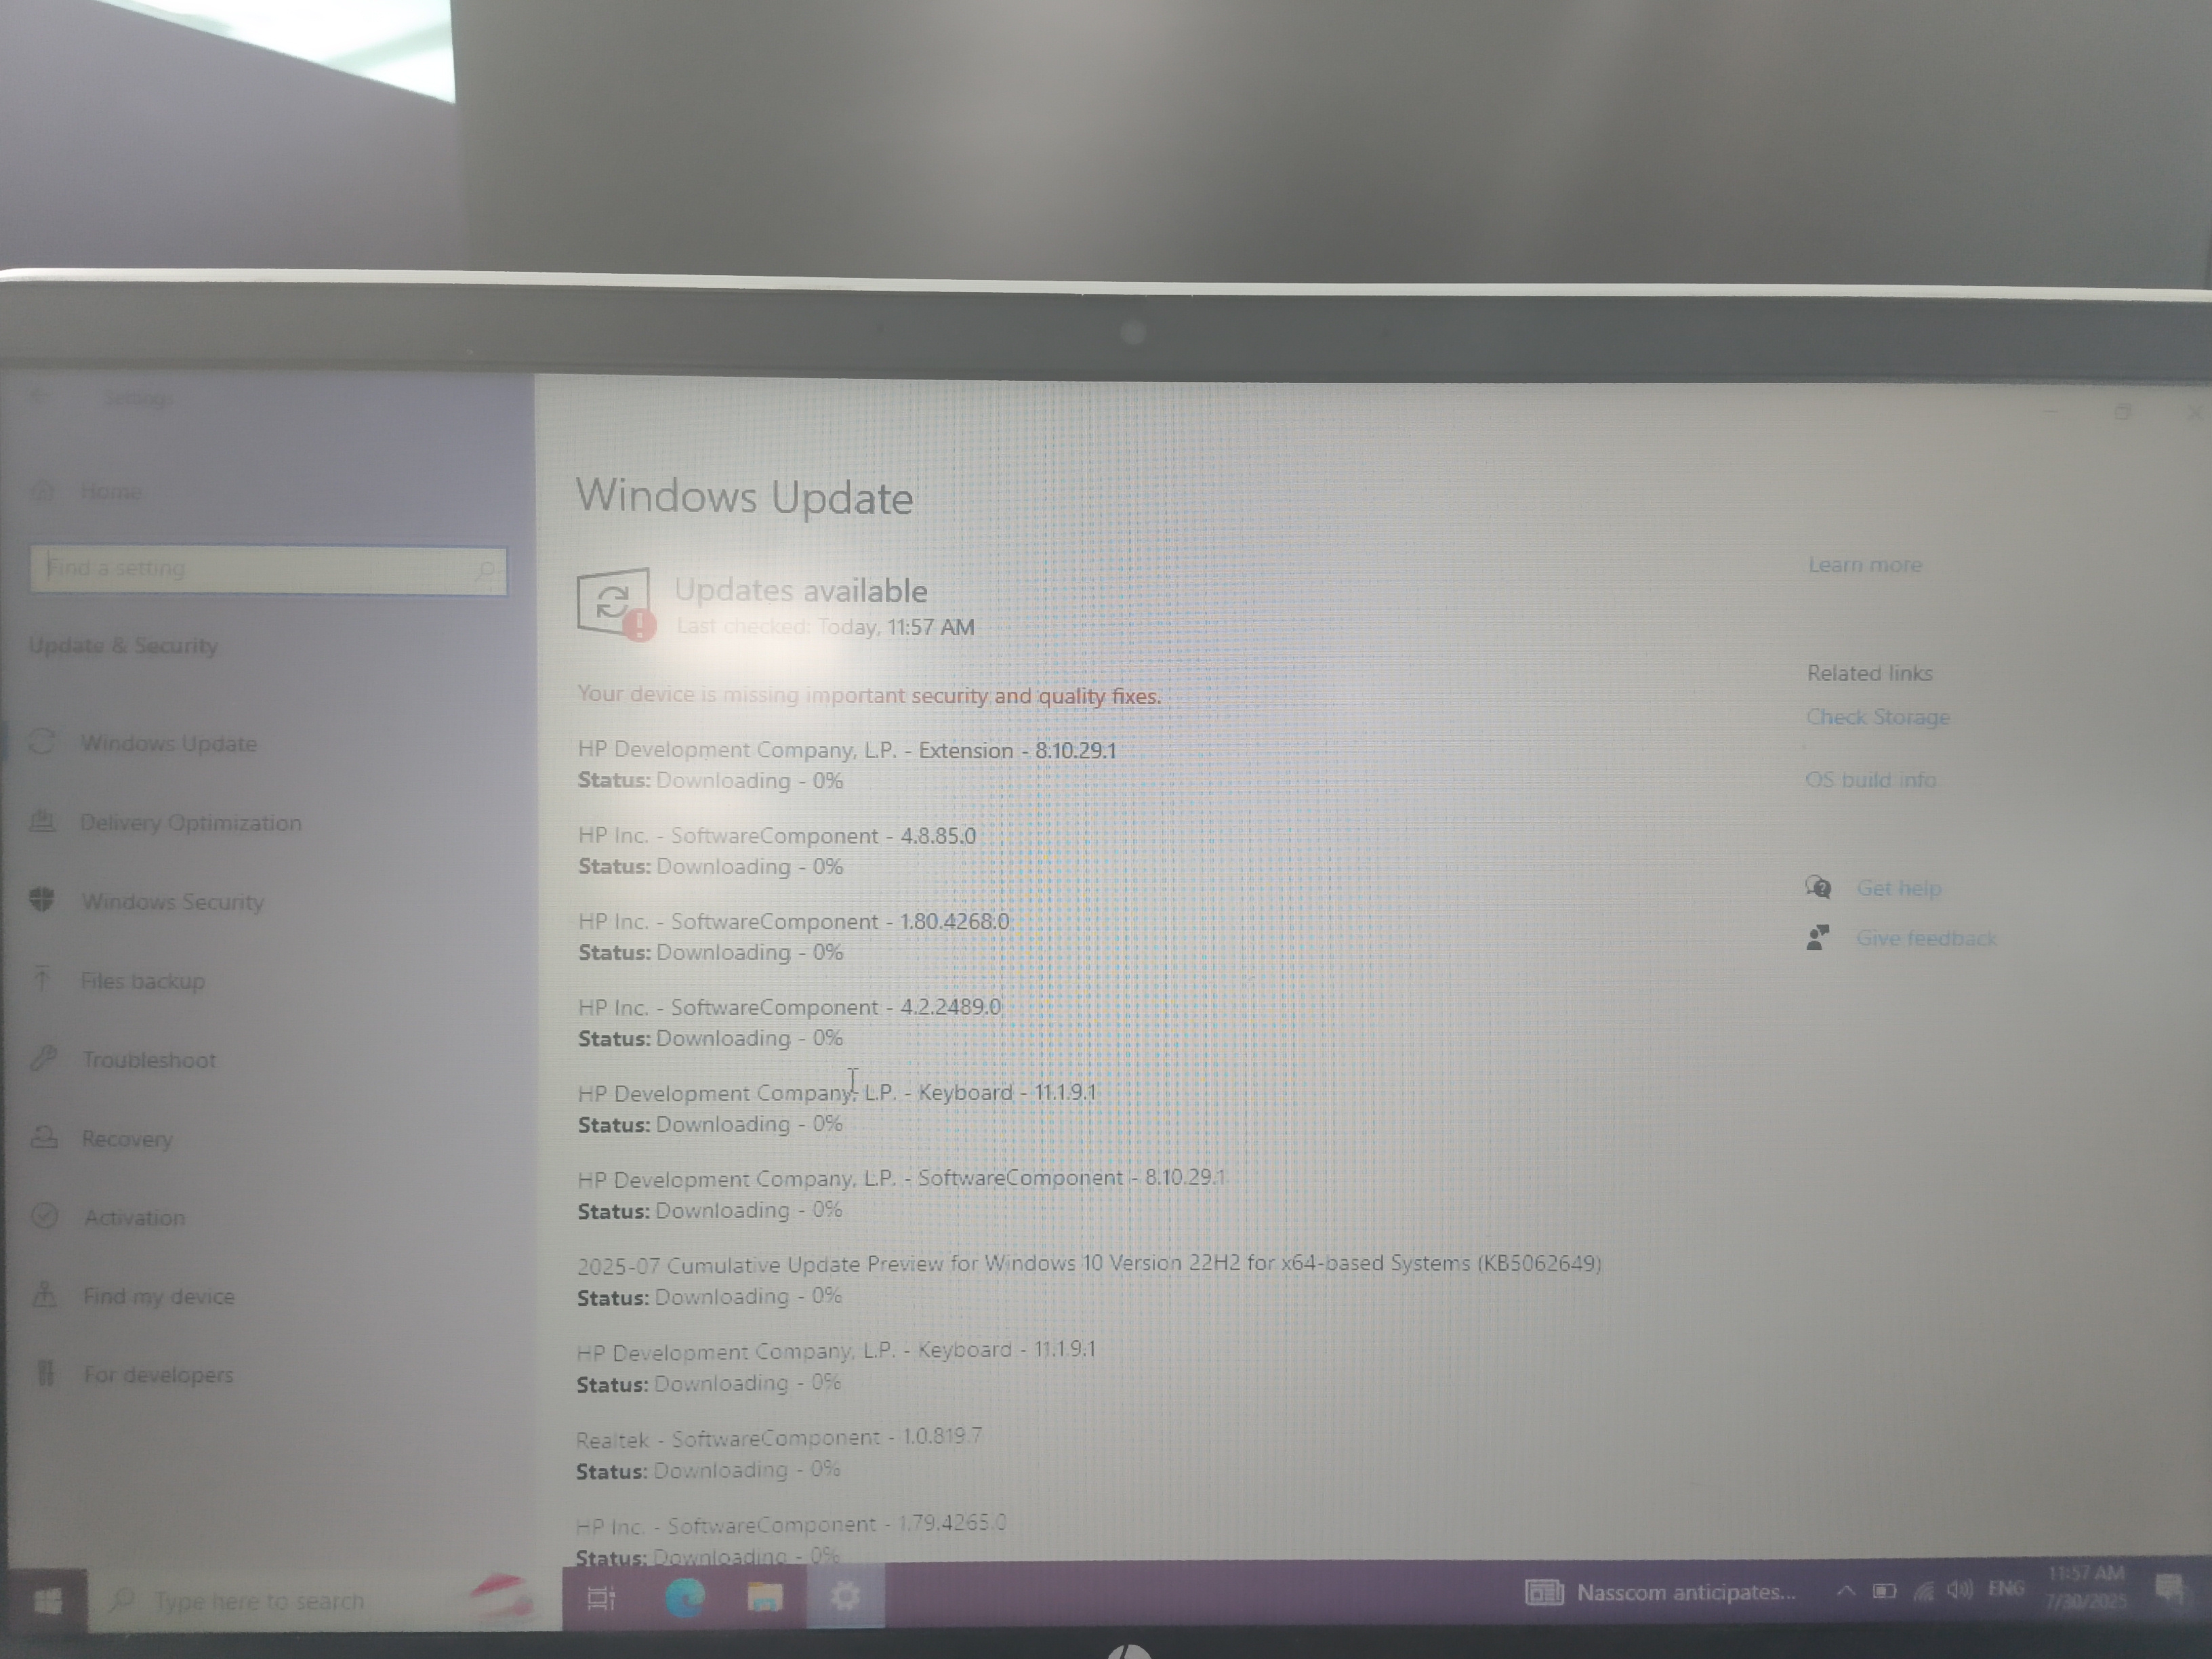 Settings
Home
Find a setting
Update & Security
Windows Update
Delivery Optimization
Windows Security
Files backup
Troubleshoot
Recovery
Activation
Find my device
For developers
Windows Update
Updates available
Last checked: Today, 11:57 AM
Your device is missing important security and quality fixes.
HP Development Company, L.P. - Extension - 8.10.29.1
Status: Downloading - 0%
HP Inc. - SoftwareComponent - 4.8.85.0
Status: Downloading - 0%
HP Inc. - SoftwareComponent - 1.80.4268.0
Status: Downloading - 0%
HP Inc. - SoftwareComponent - 4.2.2489.0
Status: Downloading - 0%
HP Development Company, L.P. - Keyboard - 11.1.9.1
Status: Downloading - 0%
HP Development Company, L.P. - SoftwareComponent - 8.10.29.1
Status: Downloading - 0%
2025-07 Cumulative Update Preview for Windows 10 Version 22H2 for x64-based Systems (KB5062649)
Status: Downloading - 0%
HP Development Company, L.P. - Keyboard - 11.1.9.1
Status: Downloading - 0%
Realtek - SoftwareComponent - 1.0.819.7
Status: Downloading - 0%
HP Inc. - SoftwareComponent - 1.79.4265.0
Status: Downloading - 0%
Learn more
Related links
Check Storage
OS build info
Get help
Give feedback
Type here to search
Nasscom anticipates...
ENG
11:57 AM
7/30/2025